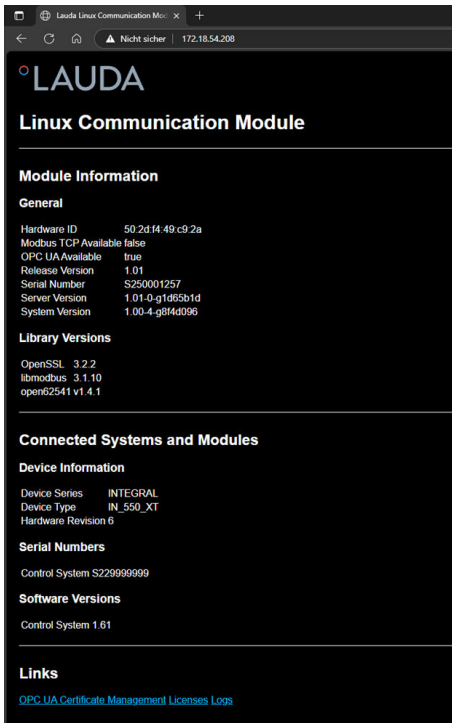 Lauda Linux Communication Mod
Nicht sicher | 172.18.54.208
LAUDA
Linux Communication Module
Module Information
General
Hardware ID 50:2d:f4:49:c9:2a
Modbus TCP Available false
OPC UA Available true
Release Version 1.01
Serial Number S250001257
Server Version 1.01-0-g1d65b1d
System Version 1.00-4-g8f4d096
Library Versions
OpenSSL 3.2.2
libmodbus 3.1.10
open62541 v1.4.1
Connected Systems and Modules
Device Information
Device Series INTEGRAL
Device Type IN_550_XT
Hardware Revision 6
Serial Numbers
Control System S229999999
Software Versions
Control System 1.61
Links
OPC UA Certificate Management Licenses Logs